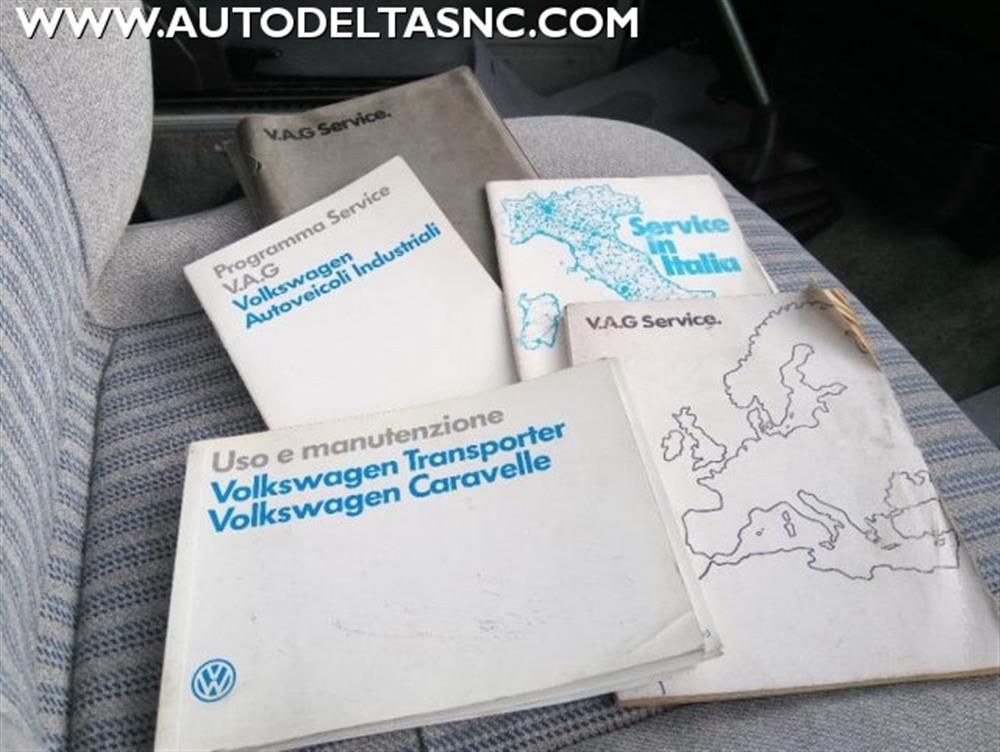 WWW.AUTODELTASNC.COM
V.A.G Service.
Programma Service
V.A.G
Volkswagen
Autoveicoli Industriali
Service
in
Italia
V.A.G Service.
Uso e manutenzione
Volkswagen Transporter
Volkswagen Caravelle